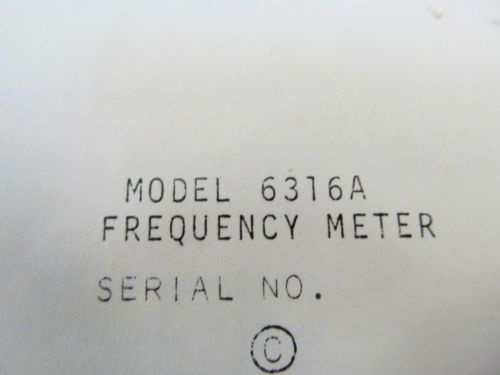 MODEL 6316A
FREQUENCY METER
SERIAL NO.
©